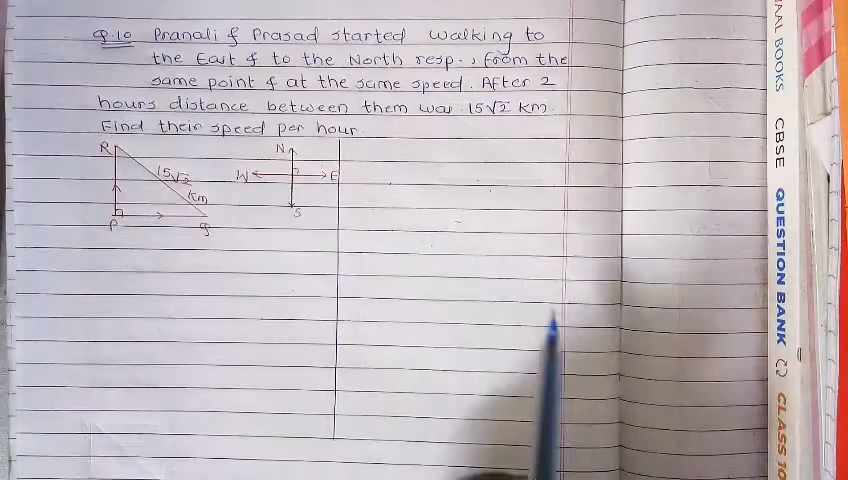 Q.10 Pranali & Prasad started walking to
the East & to the North resp., from the
same point & at the same speed. After 2
hours distance between them was 15√2 km.
Find their speed per hour.
R
15√2
km
P
Q
N
W
E
S
CBSE QUESTION BANK CLASS 10